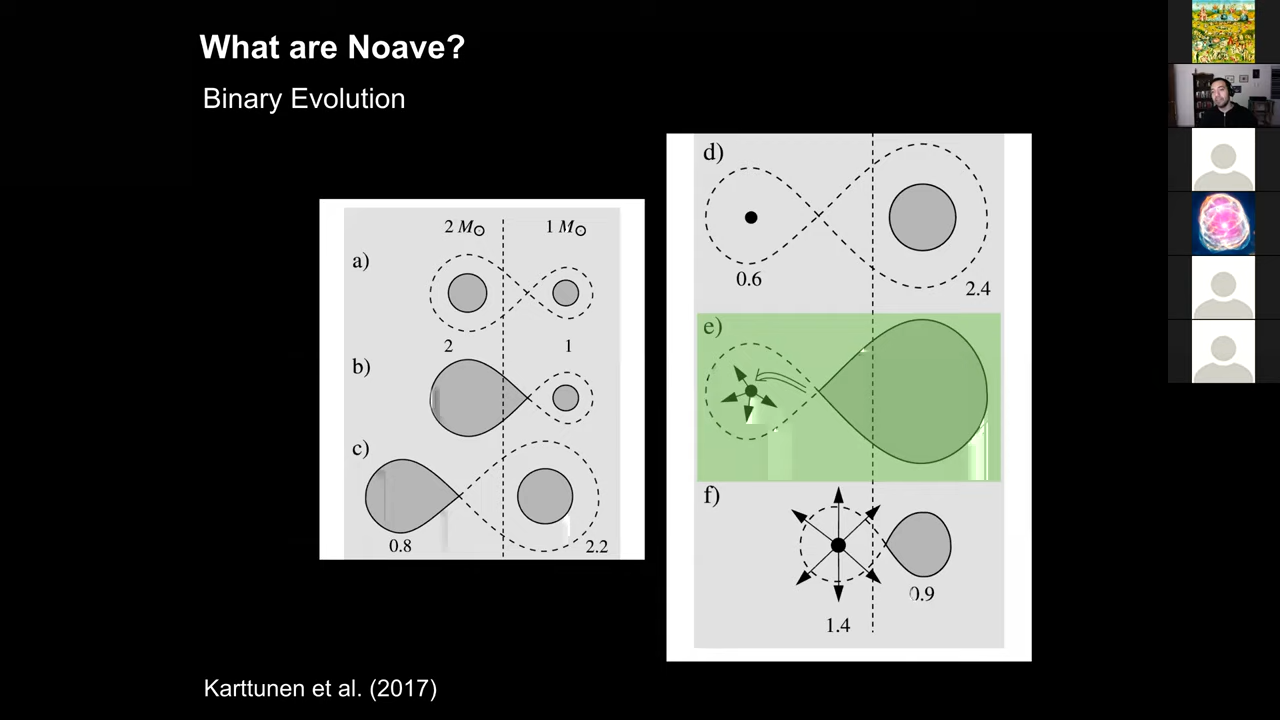 What are Noave?
Binary Evolution
2 M☉ 1 M☉
a)
2 1
b)
c)
0.8 2.2
d)
0.6
2.4
e)
f)
0.9
1.4
Karttunen et al. (2017)